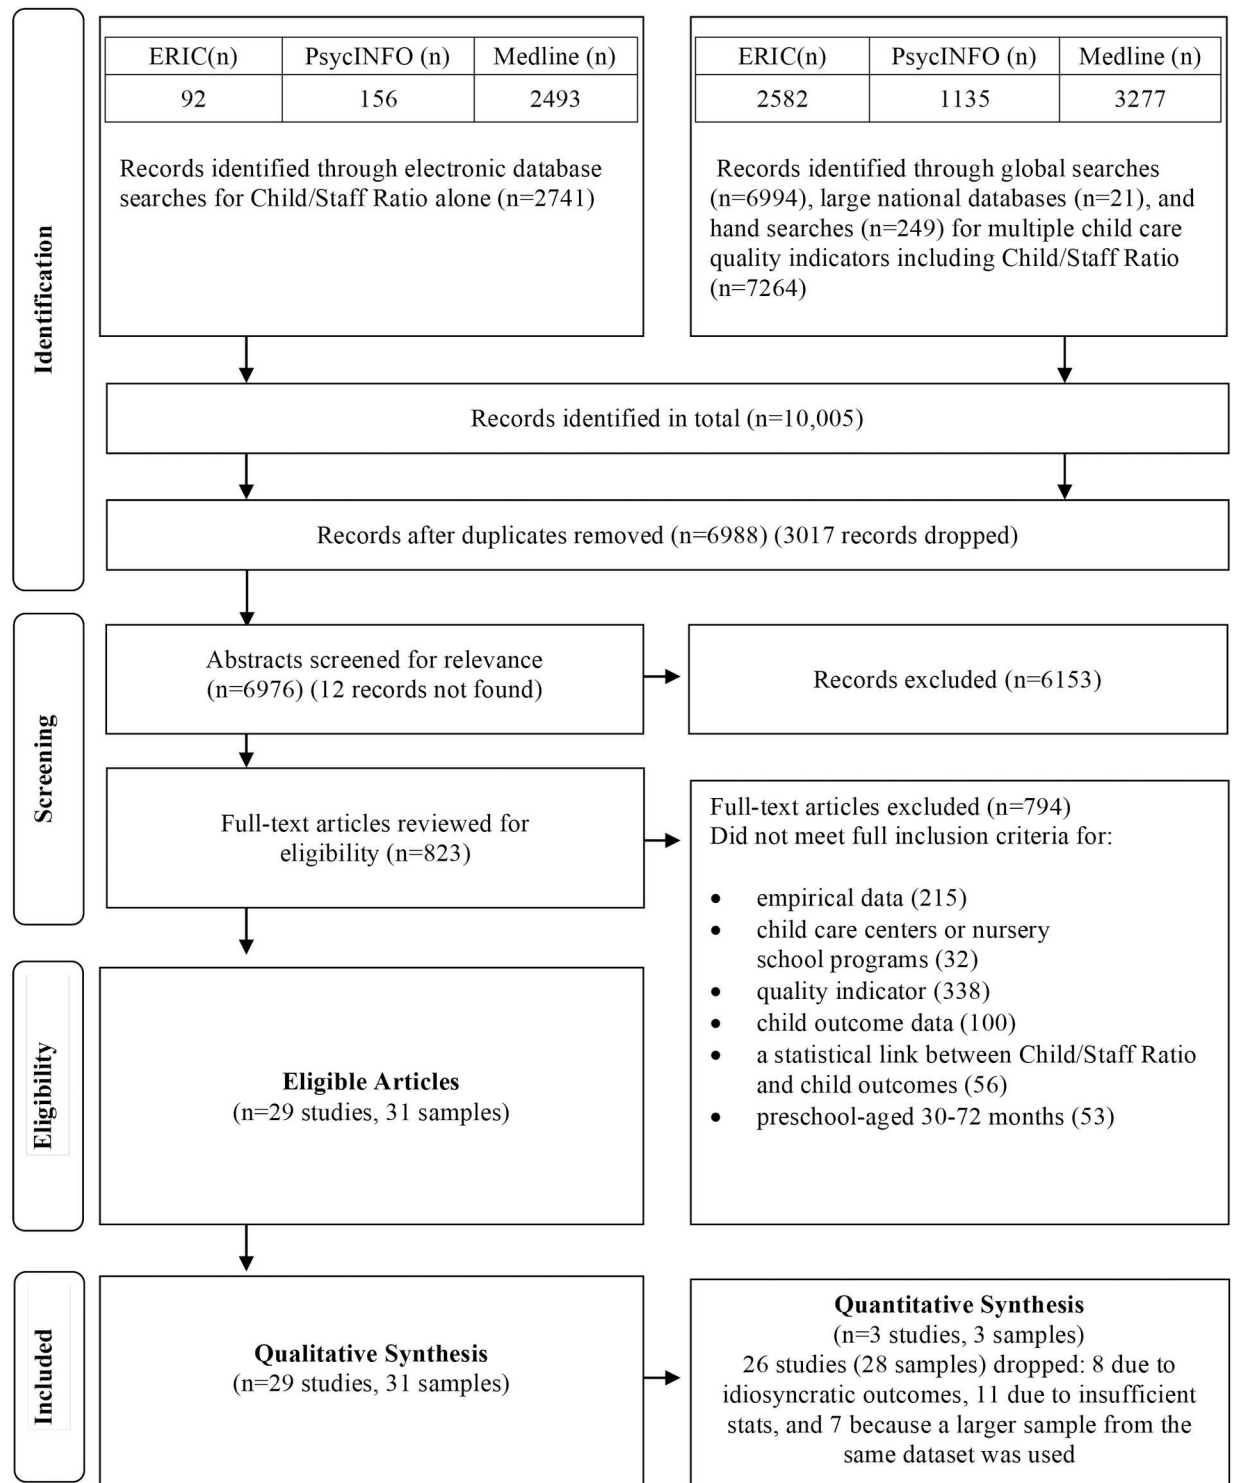 Identification
ERIC(n) PsycINFO (n) Medline (n)
92 156 2493
Records identified through electronic database
searches for Child/Staff Ratio alone (n=2741)
ERIC(n) PsycINFO (n) Medline (n)
2582 1135 3277
Records identified through global searches
(n=6994), large national databases (n=21), and
hand searches (n=249) for multiple child care
quality indicators including Child/Staff Ratio
(n=7264)
Records identified in total (n=10,005)
Records after duplicates removed (n=6988) (3017 records dropped)
Screening
Abstracts screened for relevance
(n=6976) (12 records not found)
Records excluded (n=6153)
Full-text articles reviewed for
eligibility (n=823)
Full-text articles excluded (n=794)
Did not meet full inclusion criteria for:
• empirical data (215)
• child care centers or nursery
school programs (32)
• quality indicator (338)
• child outcome data (100)
• a statistical link between Child/Staff Ratio
and child outcomes (56)
• preschool-aged 30-72 months (53)
Eligibility
Eligible Articles
(n=29 studies, 31 samples)
Included
Qualitative Synthesis
(n=29 studies, 31 samples)
Quantitative Synthesis
(n=3 studies, 3 samples)
26 studies (28 samples) dropped: 8 due to
idiosyncratic outcomes, 11 due to insufficient
stats, and 7 because a larger sample from the
same dataset was used